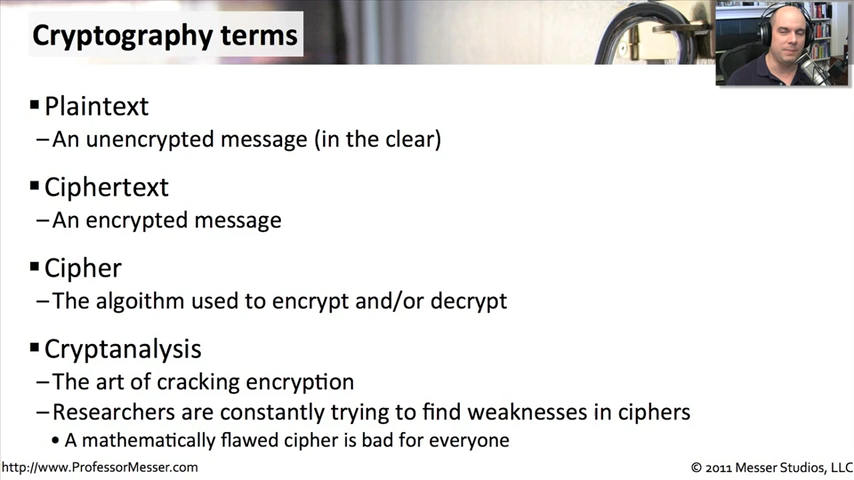 Cryptography terms
▪Plaintext
–An unencrypted message (in the clear)
▪Ciphertext
–An encrypted message
▪Cipher
–The algoithm used to encrypt and/or decrypt
▪Cryptanalysis
–The art of cracking encryption
–Researchers are constantly trying to find weaknesses in ciphers
•A mathematically flawed cipher is bad for everyone
http://www.ProfessorMesser.com
© 2011 Messer Studios, LLC